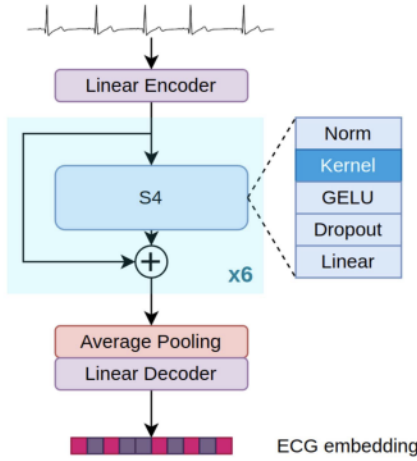 Linear Encoder
S4
Norm
Kernel
GELU
Dropout
Linear
x6
Average Pooling
Linear Decoder
ECG embedding